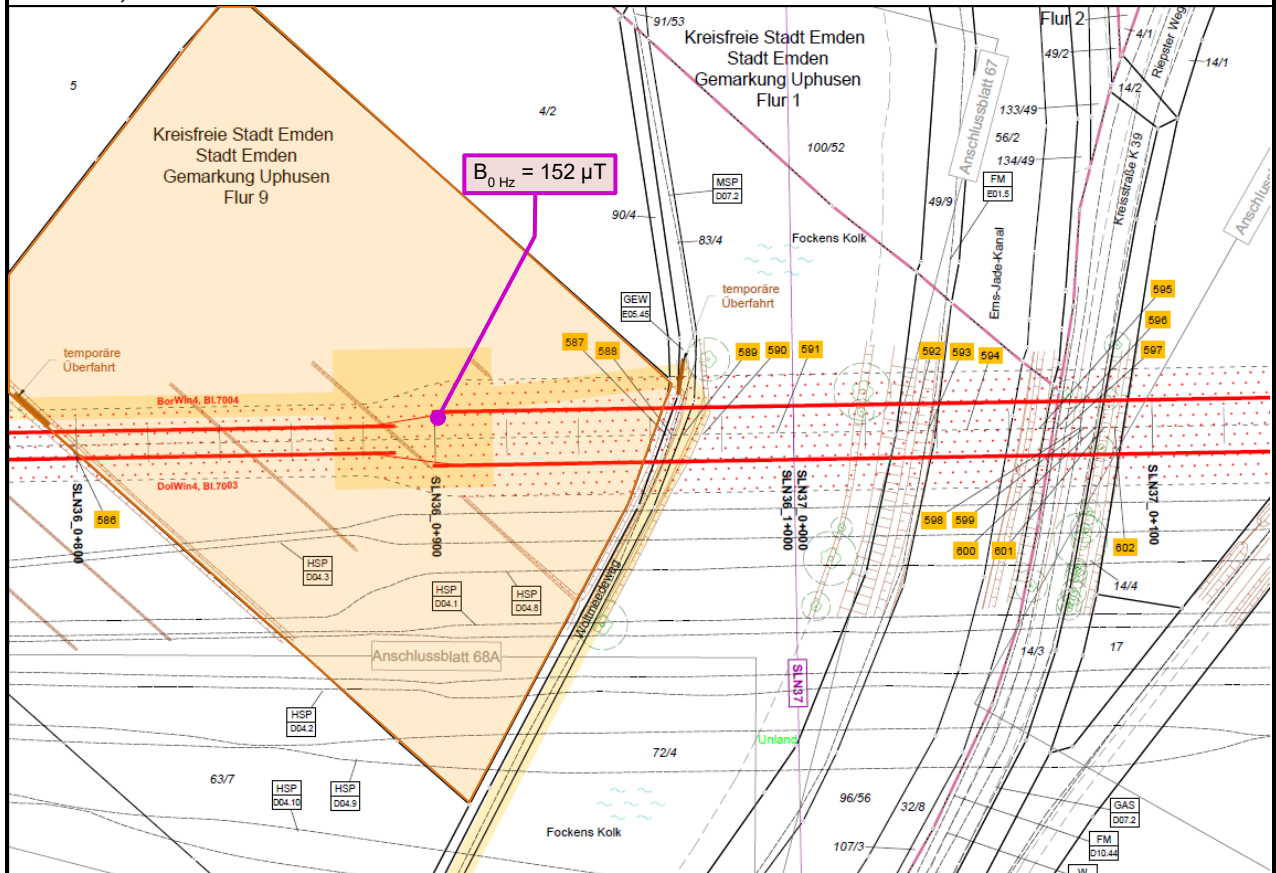 91/53
Kreisfreie Stadt Emden
Stadt Emden
Gemarkung Uphusen
Flur 1
Flur 2
4/1
49/2
Riepster Weg
14/1
14/2
5
4/2
Kreisfreie Stadt Emden
Stadt Emden
Gemarkung Uphusen
Flur 9
B0 Hz = 152 µT
100/52
Anschlussblatt 67
133/49
56/2
134/49
MSP
D07.2
FM
E01.5
Kreisstraße K 39
Anschlus
90/4
83/4
49/9
Fockens Kolk
Ems-Jade-Kanal
GEW
E05.45
temporäre
Überfahrt
595
596
597
587
588
589
590
591
592
593
594
temporäre
Überfahrt
BorWin4, Bl.7004
DolWin4, Bl.7003
586
SLN36_0+900
SLN36_1+000
SLN37_0+000
SLN37_0+100
598
599
600
601
602
HSP
D04.3
HSP
D04.1
HSP
D04.8
Woltmeedeweg
14/4
Anschlussblatt 68A
14/3
17
SLN37
HSP
D04.2
Unland
72/4
63/7
HSP
D04.10
HSP
D04.9
96/56
32/8
GAS
D07.2
Fockens Kolk
FM
D10.44
107/3
W